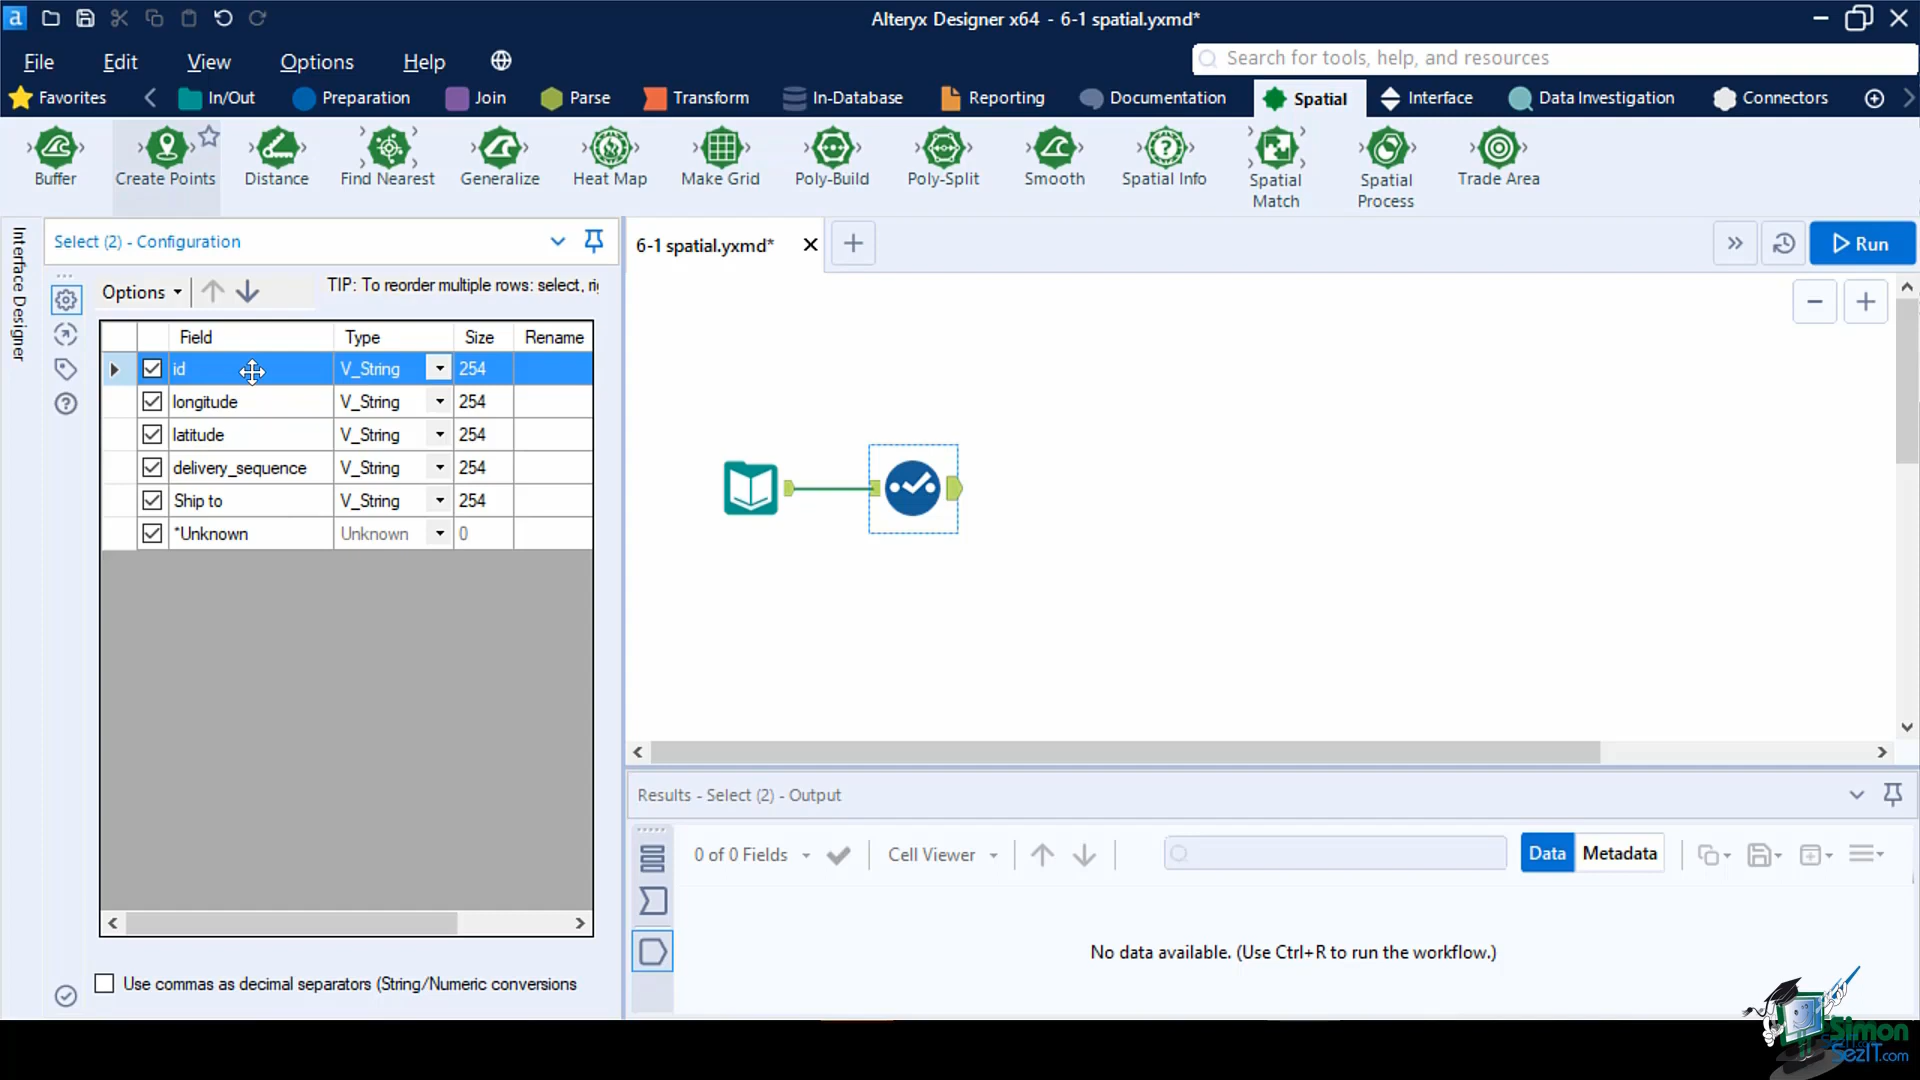 a
Alteryx Designer x64 - 6-1 spatial.yxmd*
File Edit View Options Help
Search for tools, help, and resources
Favorites In/Out Preparation Join Parse Transform In-Database Reporting Documentation Spatial Interface Data Investigation Connectors
Buffer Create Points Distance Find Nearest Generalize Heat Map Make Grid Poly-Build Poly-Split Smooth Spatial Info Spatial Match Spatial Process Trade Area
Interface Designer
Select (2) - Configuration
6-1 spatial.yxmd*
Run
Options
TIP: To reorder multiple rows: select, ri
Field Type Size Rename
id V_String 254
longitude V_String 254
latitude V_String 254
delivery_sequence V_String 254
Ship to V_String 254
*Unknown Unknown 0
Use commas as decimal separators (String/Numeric conversions
Results - Select (2) - Output
0 of 0 Fields Cell Viewer Data Metadata
No data available. (Use Ctrl+R to run the workflow.)
Simon
SezIT.com